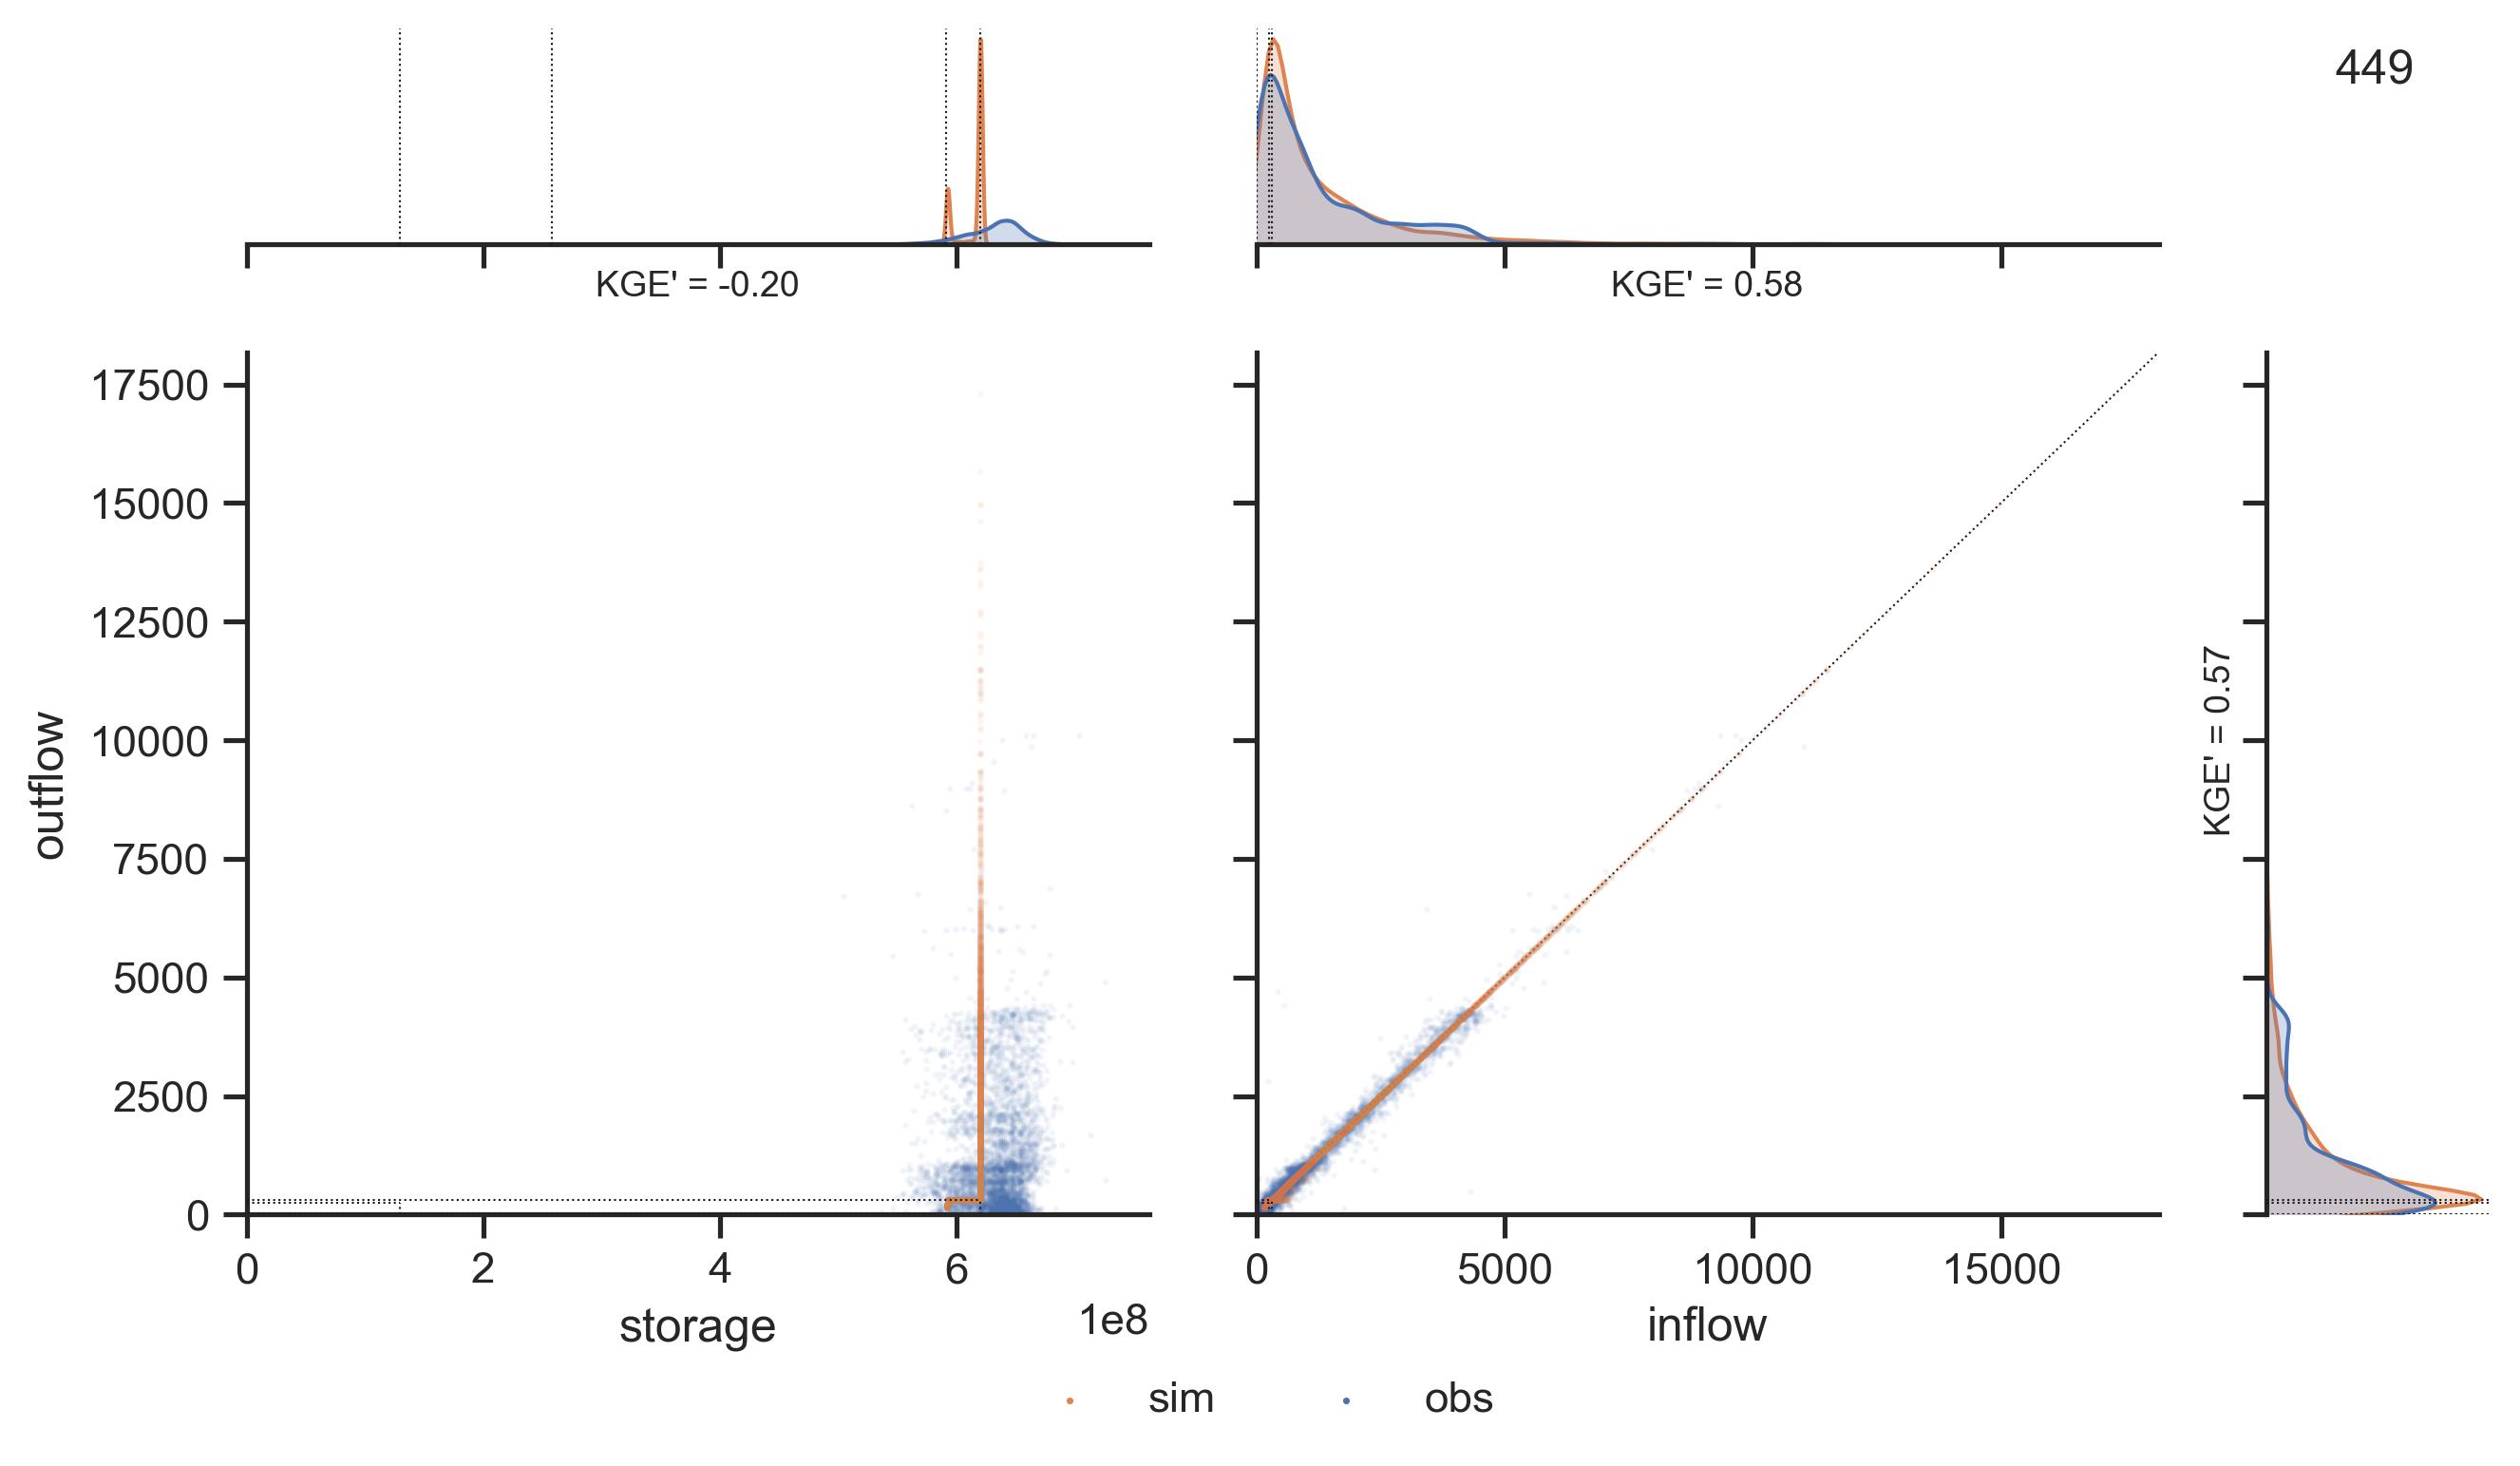 449
KGE' = -0.20
KGE' = 0.58
17500
15000
12500
10000
7500
5000
2500
0
outflow
KGE' = 0.57
0 2 4 6
storage
1e8
0 5000 10000 15000
inflow
sim obs